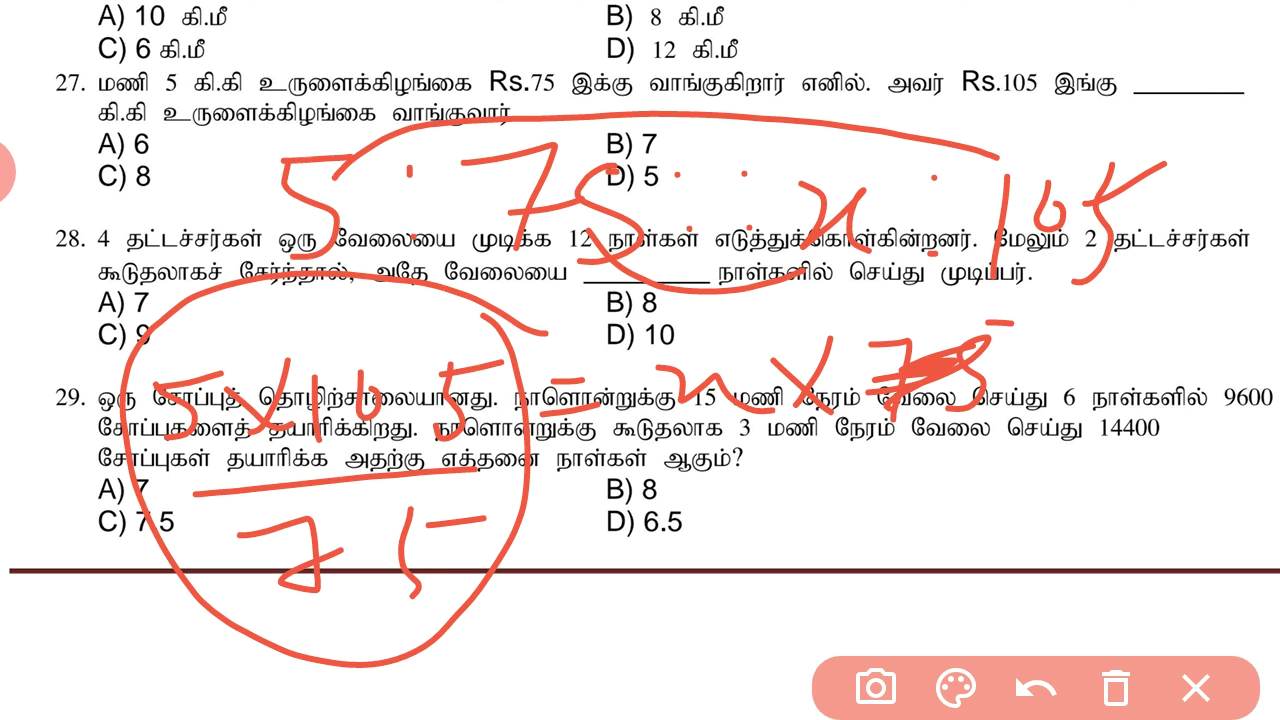 A) 10 கி.மீ B) 8 கி.மீ
C) 6 கி.மீ D) 12 கி.மீ
27. மணி 5 கி.கி உருளைக்கிழங்கை Rs.75 இக்கு வாங்குகிறார் எனில். அவர் Rs.105 இங்கு ________
கி.கி உருளைக்கிழங்கை வாங்குவார்
A) 6 B) 7
C) 8 D) 5
5 : 75 :: x : 105
28. 4 தட்டச்சர்கள் ஒரு வேலையை முடிக்க 12 நாள்கள் எடுத்துக்கொள்கின்றனர். மேலும் 2 தட்டச்சர்கள்
கூடுதலாகச் சேர்ந்தால், அதே வேலையை ________ நாள்களில் செய்து முடிப்பர்.
A) 7 B) 8
C) 9 D) 10
5 x 105 = x x 75
29. ஒரு சோப்புத் தொழிற்சாலையானது. நாளொன்றுக்கு 15 மணி நேரம் வேலை செய்து 6 நாள்களில் 9600
சோப்புகளைத் தயாரிக்கிறது. நாளொன்றுக்கு கூடுதலாக 3 மணி நேரம் வேலை செய்து 14400
சோப்புகள் தயாரிக்க அதற்கு எத்தனை நாள்கள் ஆகும்?
A) 7 B) 8
C) 7.5 D) 6.5
75